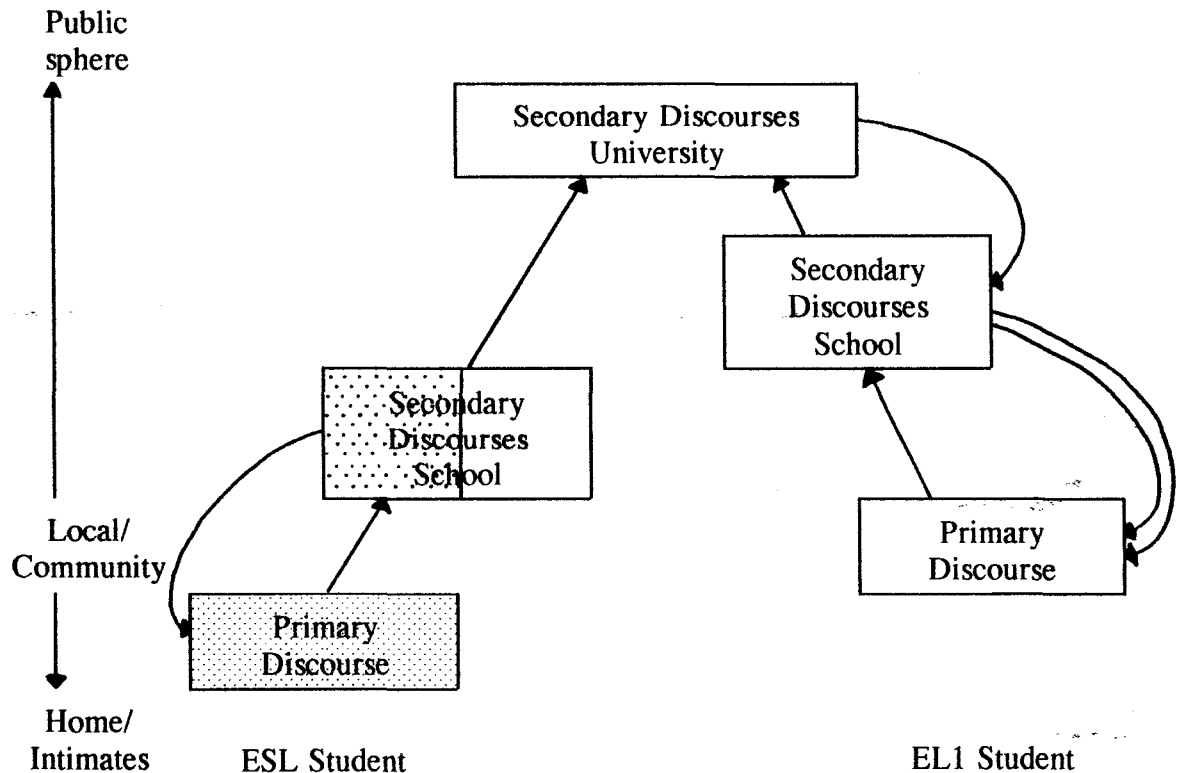 Public
sphere
Secondary Discourses
University
Secondary
Discourses
School
Secondary
Discourses
School
Local/
Community
Primary
Discourse
Primary
Discourse
Home/
Intimates
ESL Student
EL1 Student